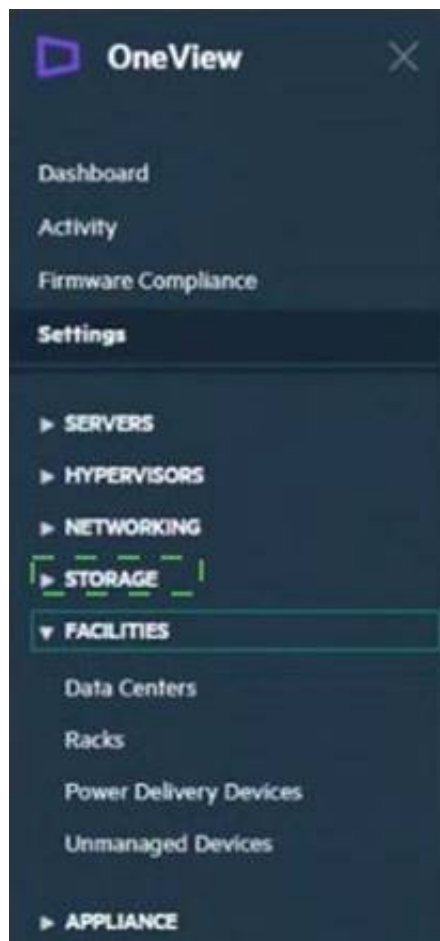 OneView
Dashboard
Activity
Firmware Compliance
Settings
SERVERS
HYPERVISORS
NETWORKING
STORAGE
FACILITIES
Data Centers
Racks
Power Delivery Devices
Unmanaged Devices
APPLIANCE